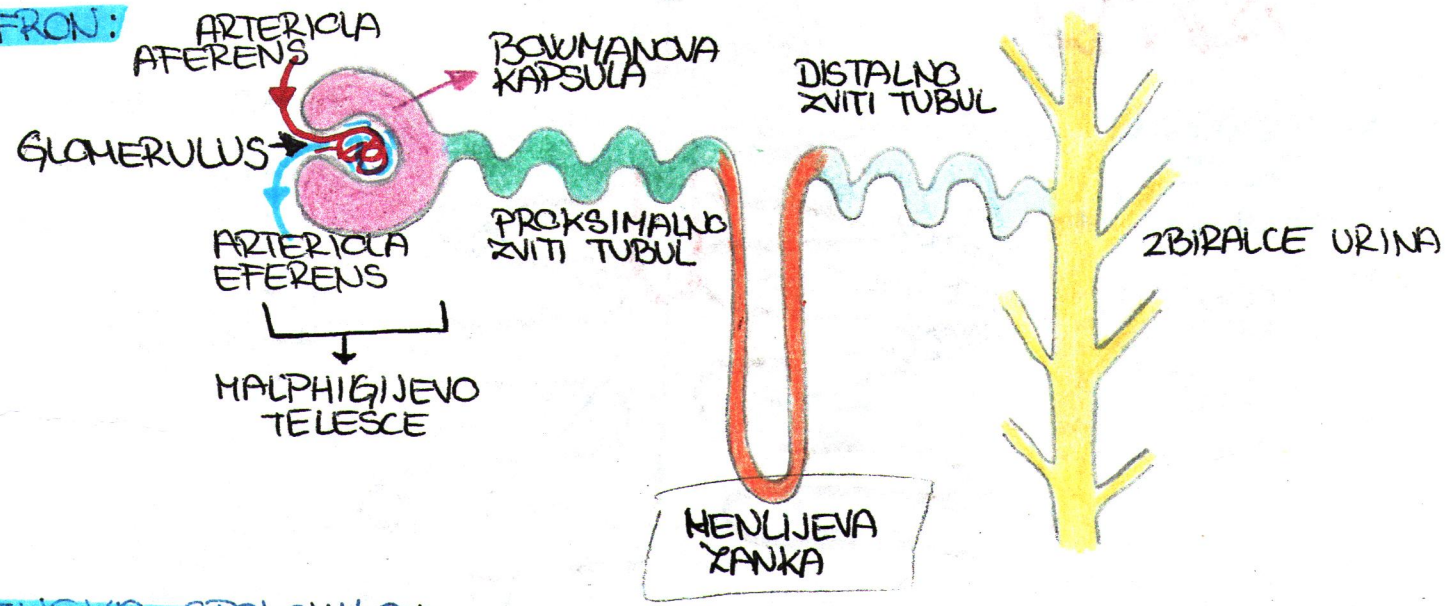 FRON:
ARTERIOLA
AFERENS
BOWMANOVA
KAPSULA
DISTALNO
ZVITI TUBUL
GLOMERULUS
PROKSIMALNO
ZVITI TUBUL
ARTERIOLA
EFERENS
ZBIRALCE URINA
MALPHIGIJEVO
TELESCE
HENLIJEVA
ZANKA